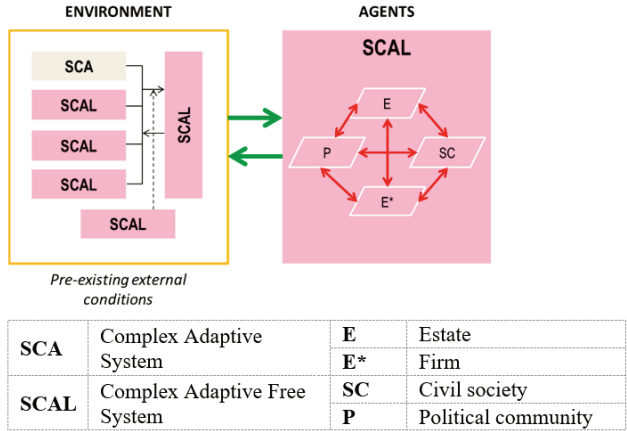 ENVIRONMENT
AGENTS
SCA
SCAL
SCAL
SCAL
SCAL
SCAL
SCAL
E
P
SC
E*
Pre-existing external
conditions
SCA
Complex Adaptive
System
E
Estate
E*
Firm
SCAL
Complex Adaptive Free
System
SC
Civil society
P
Political community